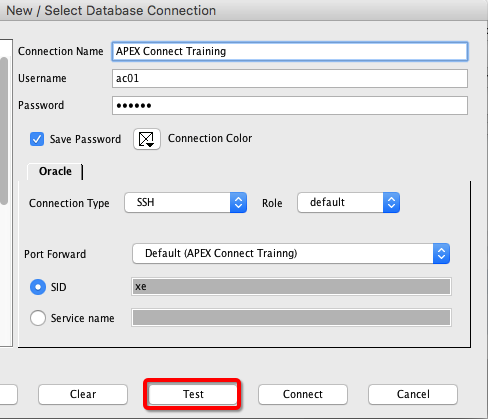 New / Select Database Connection
Connection Name APEX Connect Training
Username ac01
Password ••••••
Save Password Connection Color
Oracle
Connection Type SSH Role default
Port Forward Default (APEX Connect Trainng)
SID xe
Service name
Clear Test Connect Cancel